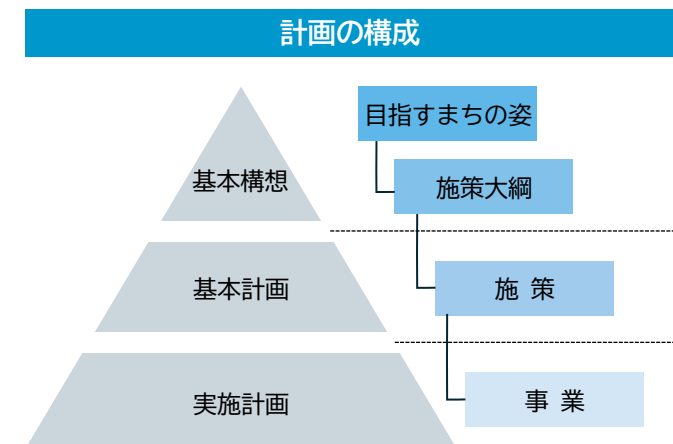 計画の構成
目指すまちの姿
基本構想
施策大綱
基本計画
施 策
実施計画
事 業